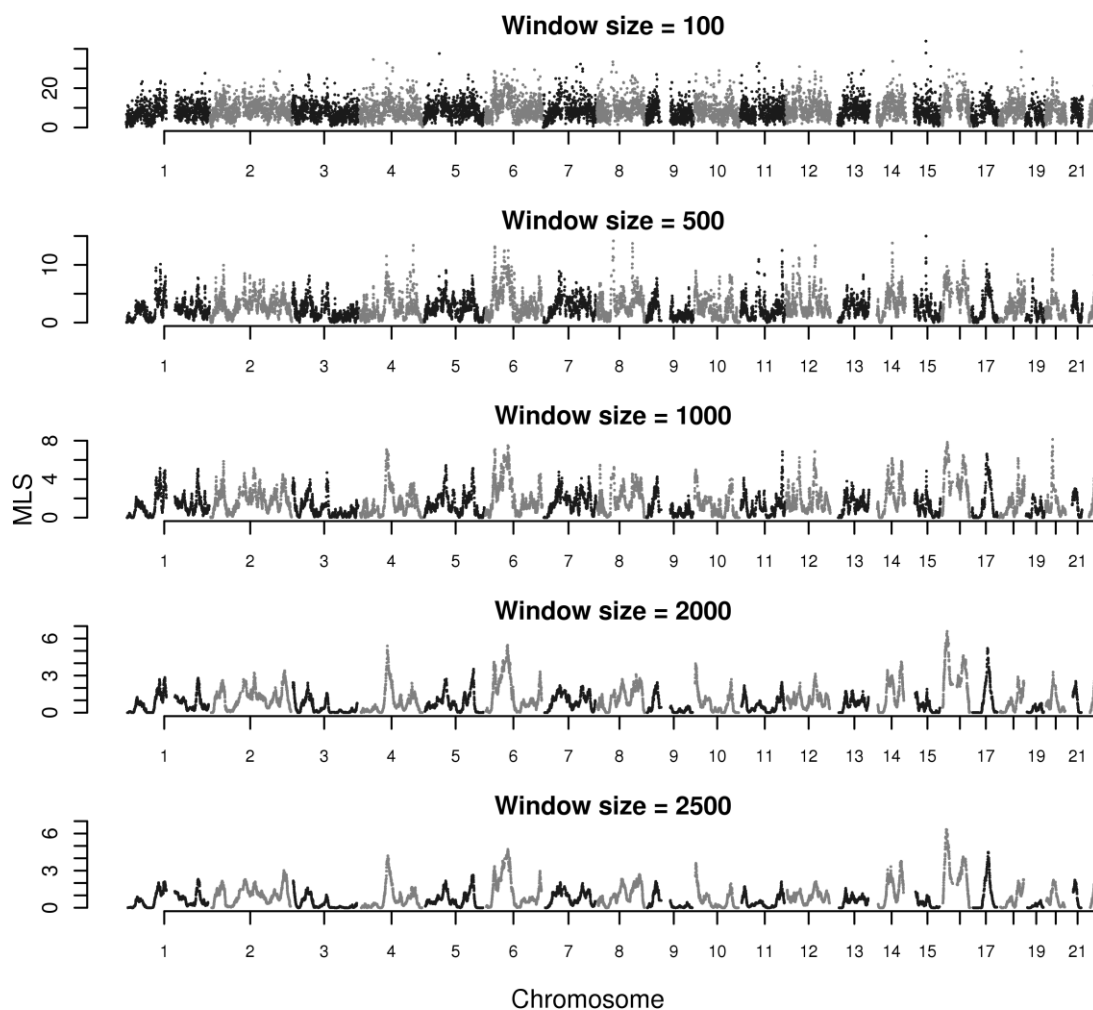 Window size = 100
0 20
1 2 3 4 5 6 7 8 9 10 11 12 13 14 15 17 19 21
Window size = 500
0 10
1 2 3 4 5 6 7 8 9 10 11 12 13 14 15 17 19 21
Window size = 1000
0 4 8
1 2 3 4 5 6 7 8 9 10 11 12 13 14 15 17 19 21
MLS
Window size = 2000
0 3 6
1 2 3 4 5 6 7 8 9 10 11 12 13 14 15 17 19 21
Window size = 2500
0 3 6
1 2 3 4 5 6 7 8 9 10 11 12 13 14 15 17 19 21
Chromosome